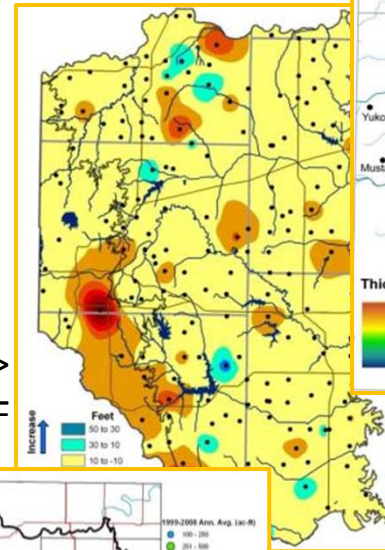 Yuko
Must
Thic
>
Increase
Feet
50 to 30
30 to 10
10 to -10
1999-2008 Ann. Avg. (ac-ft)
100 - 250
251 - 500